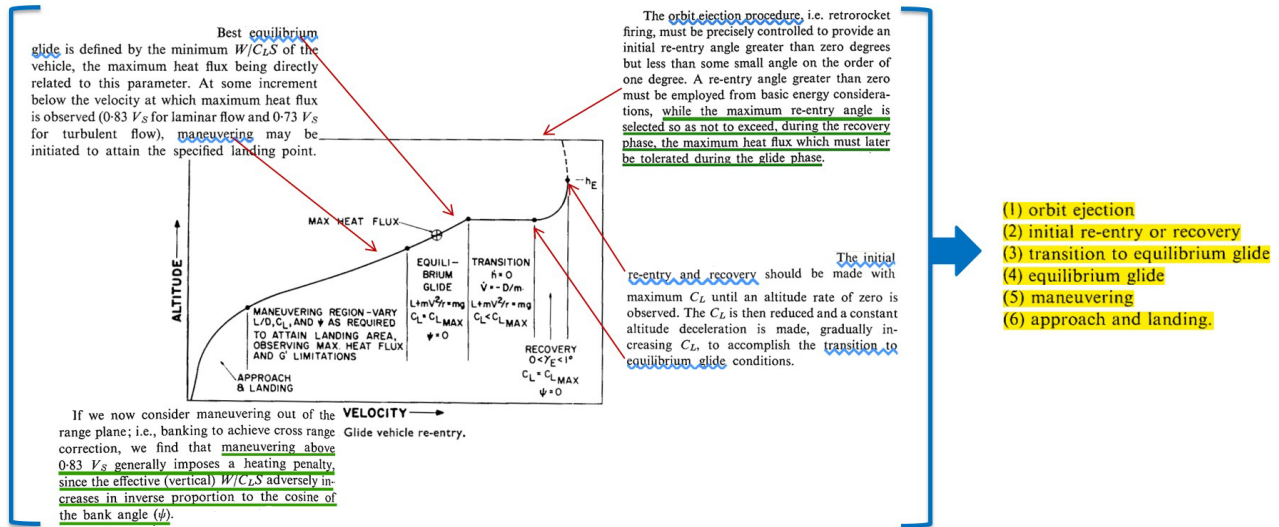 Best equilibrium
glide is defined by the minimum W/CLS of the
vehicle, the maximum heat flux being directly
related to this parameter. At some increment
below the velocity at which maximum heat flux
is observed (0·83 VS for laminar flow and 0·73 VS
for turbulent flow), maneuvering may be
initiated to attain the specified landing point.
The orbit ejection procedure, i.e. retrorocket
firing, must be precisely controlled to provide an
initial re-entry angle greater than zero degrees
but less than some small angle on the order of
one degree. A re-entry angle greater than zero
must be employed from basic energy considera-
tions, while the maximum re-entry angle is
selected so as not to exceed, during the recovery
phase, the maximum heat flux which must later
be tolerated during the glide phase.
hE
MAX HEAT FLUX
ALTITUDE
EQUILI-
BRIUM
GLIDE
L+mV²/r=mg
CL=CL MAX
ψ=0
TRANSITION
ḣ=0
V̇=-D/m
L+mV²/r=mg
CL<CL MAX
MANEUVERING REGION-VARY
L/D,CL,AND ψ AS REQUIRED
TO ATTAIN LANDING AREA,
OBSERVING MAX. HEAT FLUX
AND G' LIMITATIONS
RECOVERY
0<γE<1°
CL=CL MAX
ψ=0
APPROACH
& LANDING
VELOCITY
Glide vehicle re-entry.
The initial
re-entry and recovery should be made with
maximum CL until an altitude rate of zero is
observed. The CL is then reduced and a constant
altitude deceleration is made, gradually in-
creasing CL, to accomplish the transition to
equilibrium glide conditions.
If we now consider maneuvering out of the
range plane; i.e., banking to achieve cross range
correction, we find that maneuvering above
0·83 VS generally imposes a heating penalty,
since the effective (vertical) W/CLS adversely in-
creases in inverse proportion to the cosine of
the bank angle (ψ).
(1) orbit ejection
(2) initial re-entry or recovery
(3) transition to equilibrium glide
(4) equilibrium glide
(5) maneuvering
(6) approach and landing.